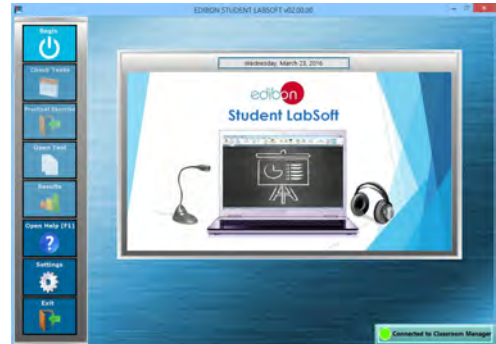 EDIBON STUDENT LABSOFT v02.00.00
Begin
Check Tests
Practical Exercise
Open Test
Results
Open Help (F1)
Settings
Exit
Wednesday, March 23, 2016
edibon
Student LabSoft
Connected to Classroom Manager